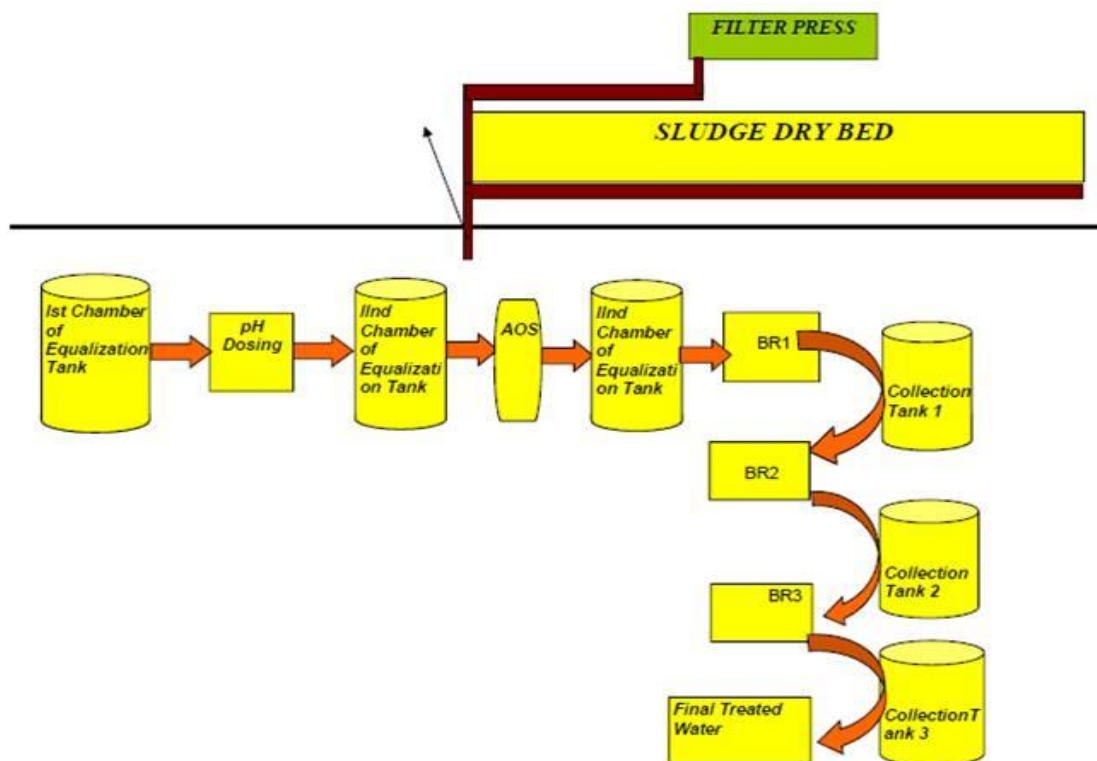 FILTER PRESS
SLUDGE DRY BED
Ist Chamber
of
Equalization
Tank
pH
Dosing
IInd
Chamber
of
Equalizati
on Tank
AOS
IInd
Chamber
of
Equalizati
on Tank
BR1
Collection
Tank 1
BR2
Collection
Tank 2
BR3
Final Treated
Water
CollectionT
ank 3